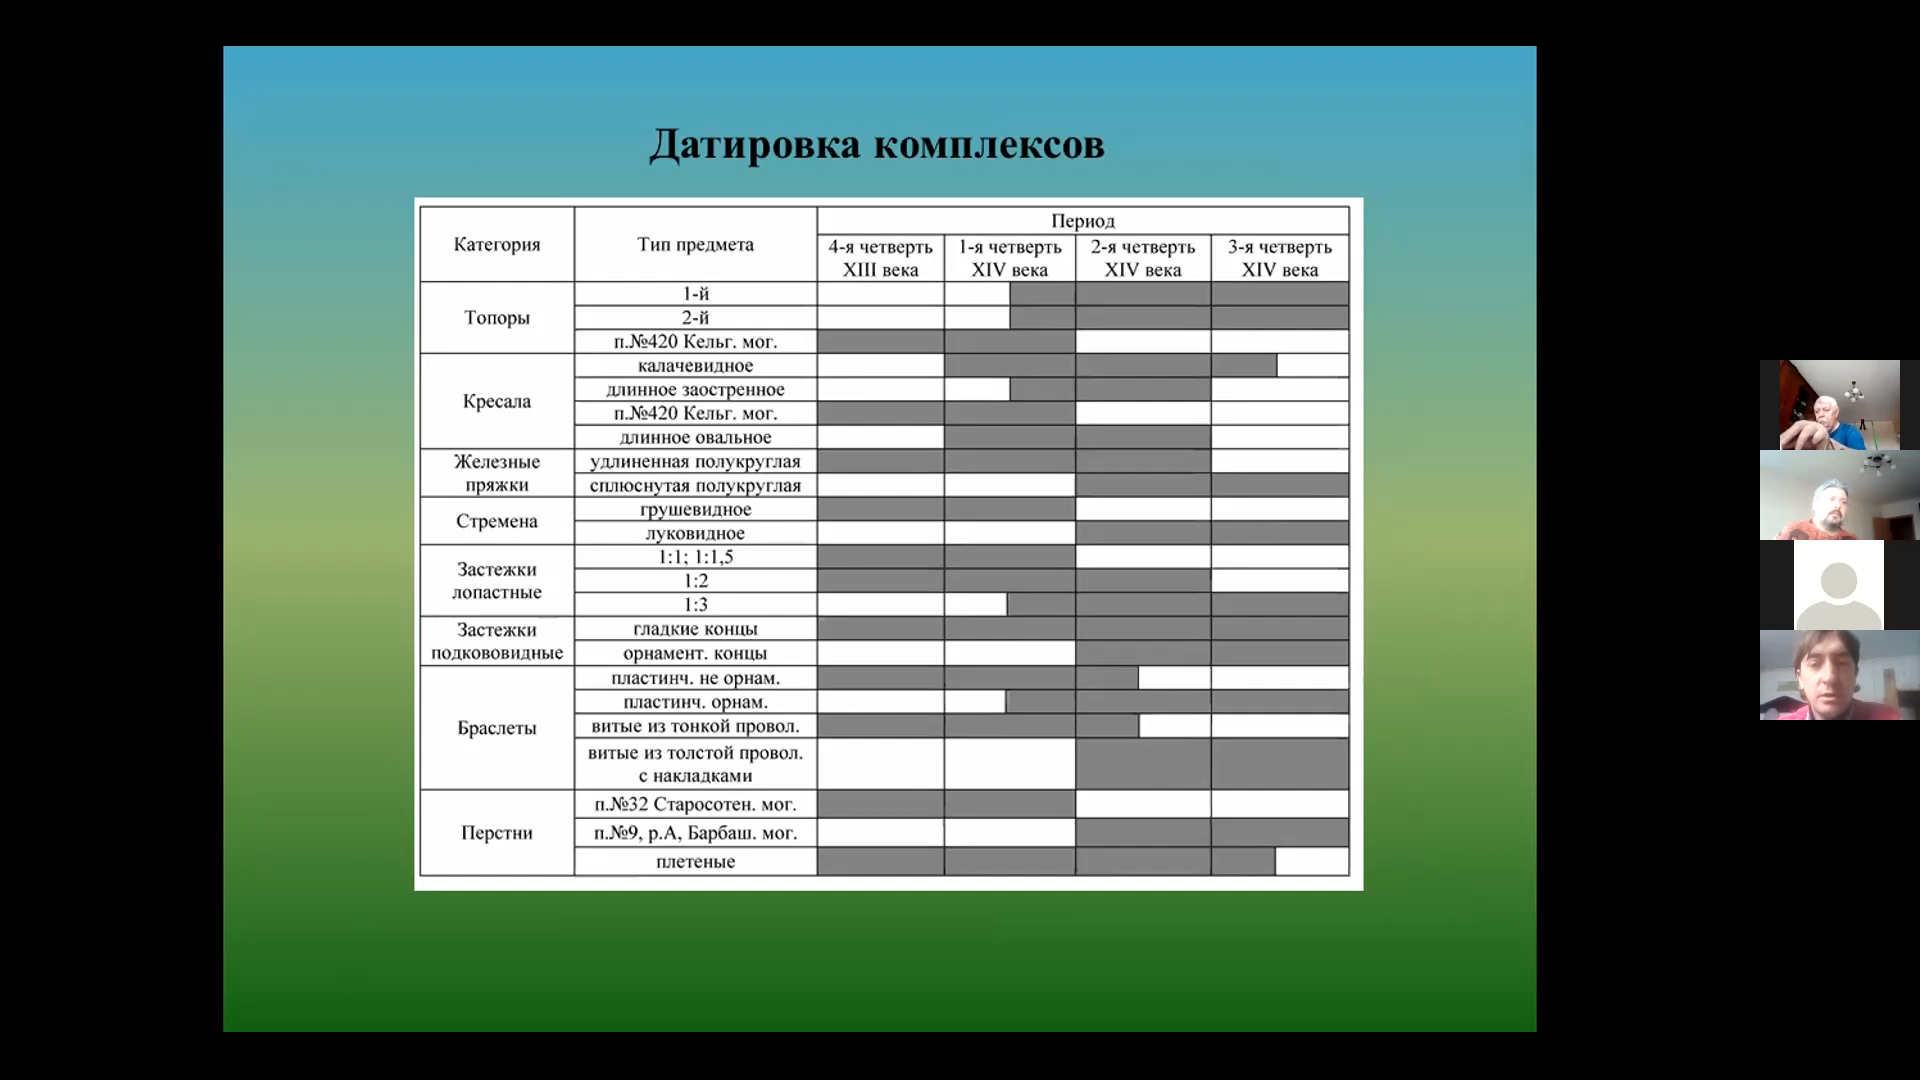 Датировка комплексов
Категория
Тип предмета
Период
4-я четверть
XIII века
1-я четверть
XIV века
2-я четверть
XIV века
3-я четверть
XIV века
Топоры
1-й
2-й
п.№420 Кельг. мог.
Кресала
калачевидное
длинное заостренное
п.№420 Кельг. мог.
длинное овальное
Железные
пряжки
удлиненная полукруглая
сплюснутая полукруглая
Стремена
грушевидное
луковидное
Застежки
лопастные
1:1; 1:1,5
1:2
1:3
Застежки
подкововидные
гладкие концы
орнамент. концы
Браслеты
пластинч. не орнам.
пластинч. орнам.
витые из тонкой провол.
витые из толстой провол.
с накладками
Перстни
п.№32 Старосотен. мог.
п.№9, р.А, Барбаш. мог.
плетеные